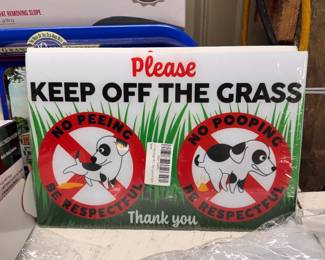 Please
KEEP OFF THE GRASS
NO PEEING
BE RESPECTFUL
NO POOPING
BE RESPECTFUL
Thank you